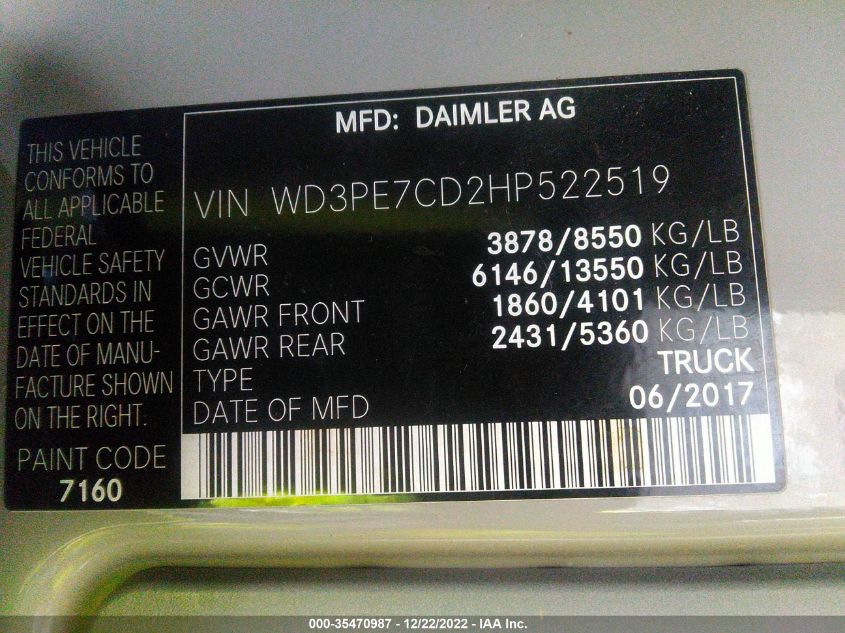 MFD: DAIMLER AG
THIS VEHICLE
CONFORMS TO
ALL APPLICABLE
FEDERAL
VEHICLE SAFETY
STANDARDS IN
EFFECT ON THE
DATE OF MANU-
FACTURE SHOWN
ON THE RIGHT.
PAINT CODE
7160
VIN WD3PE7CD2HP522519
GVWR 3878/8550 KG/LB
GCWR 6146/13550 KG/LB
GAWR FRONT 1860/4101 KG/LB
GAWR REAR 2431/5360 KG/LB
TYPE TRUCK
DATE OF MFD 06/2017
000-35470987 - 12/22/2022 - IAA Inc.